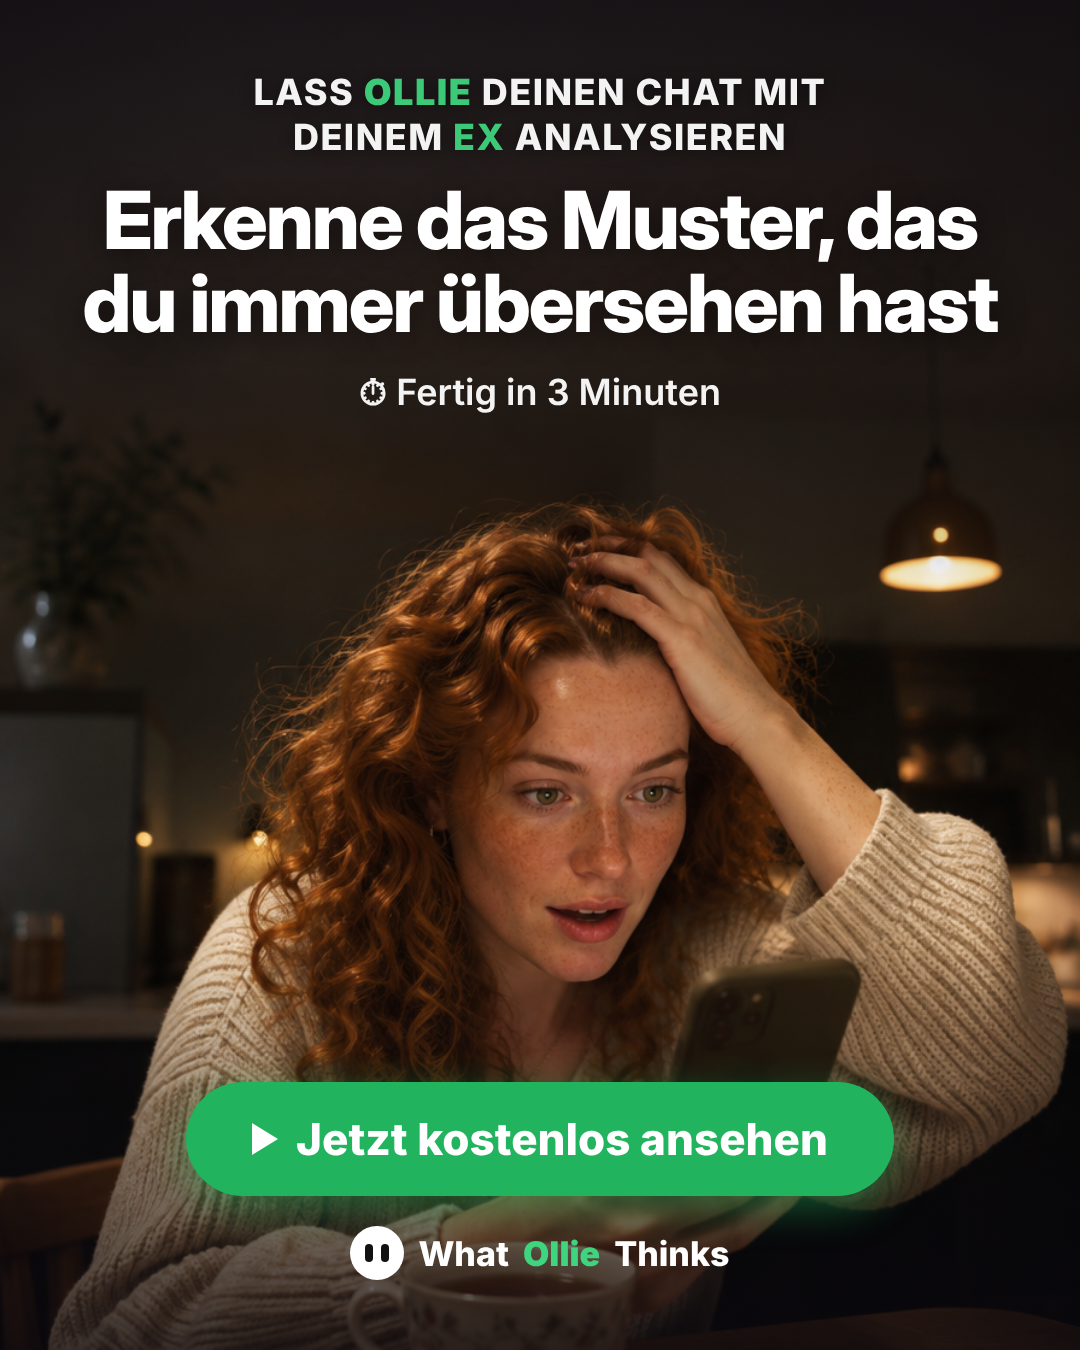 LASS OLLIE DEINEN CHAT MIT
DEINEM EX ANALYSIEREN
Erkenne das Muster, das
du immer übersehen hast
⏱ Fertig in 3 Minuten
▶ Jetzt kostenlos ansehen
What Ollie Thinks